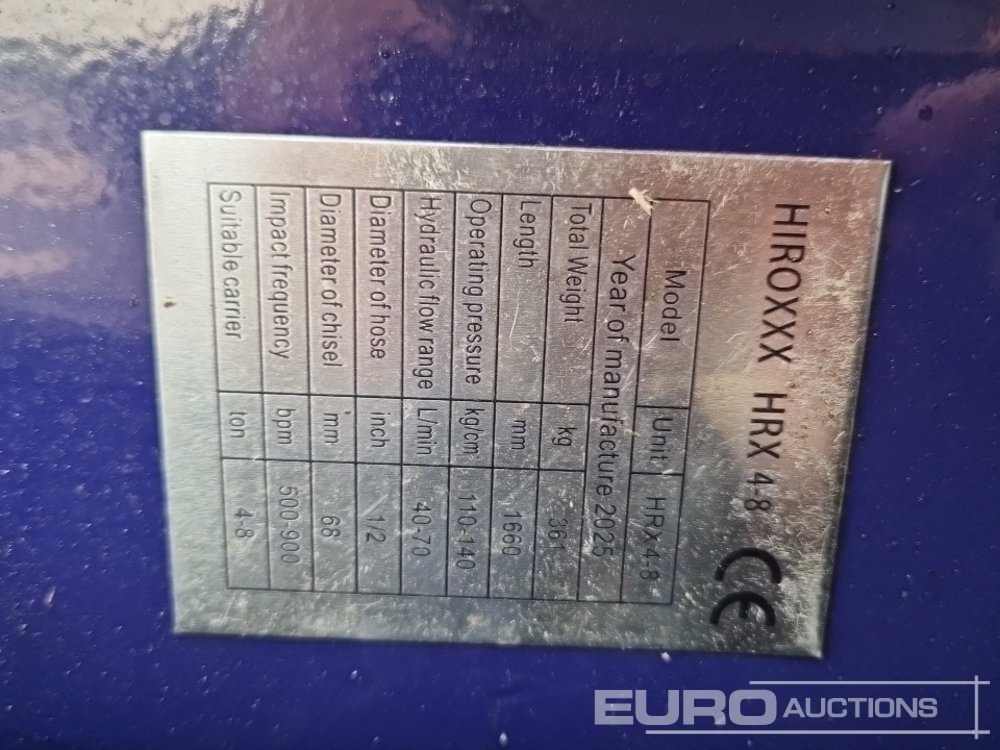 HIROXXX HRX 4-8 CE
Model Unit HRX4-8
Year of manufacture 2025
Total Weight kg 361
Length mm 1660
Operating pressure kg/cm 110-140
Hydraulic flow range L/min 40-70
Diameter of hose inch 1/2
Diameter of chisel mm 68
Impact frequency bpm 500-900
Suitable carrier ton 4-8
EURO AUCTIONS